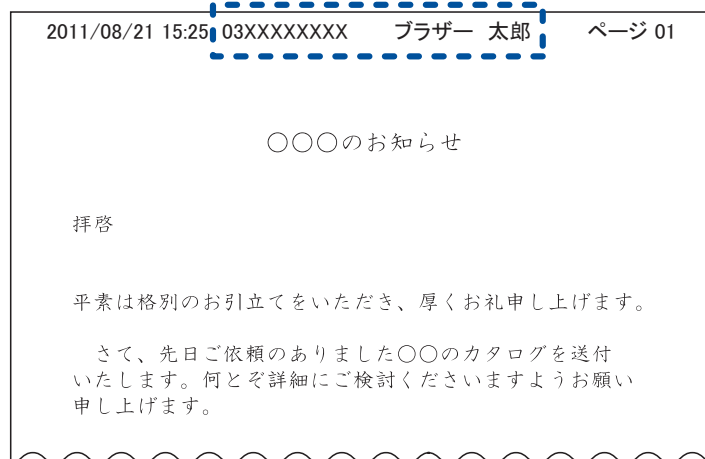 2011/08/21 15:25 03XXXXXXXX ブラザー 太郎 ページ 01
○○○のお知らせ
拝啓
平素は格別のお引立てをいただき、厚くお礼申し上げます。
さて、先日ご依頼のありました○○のカタログを送付
いたします。何とぞ詳細にご検討くださいますようお願い
申し上げます。